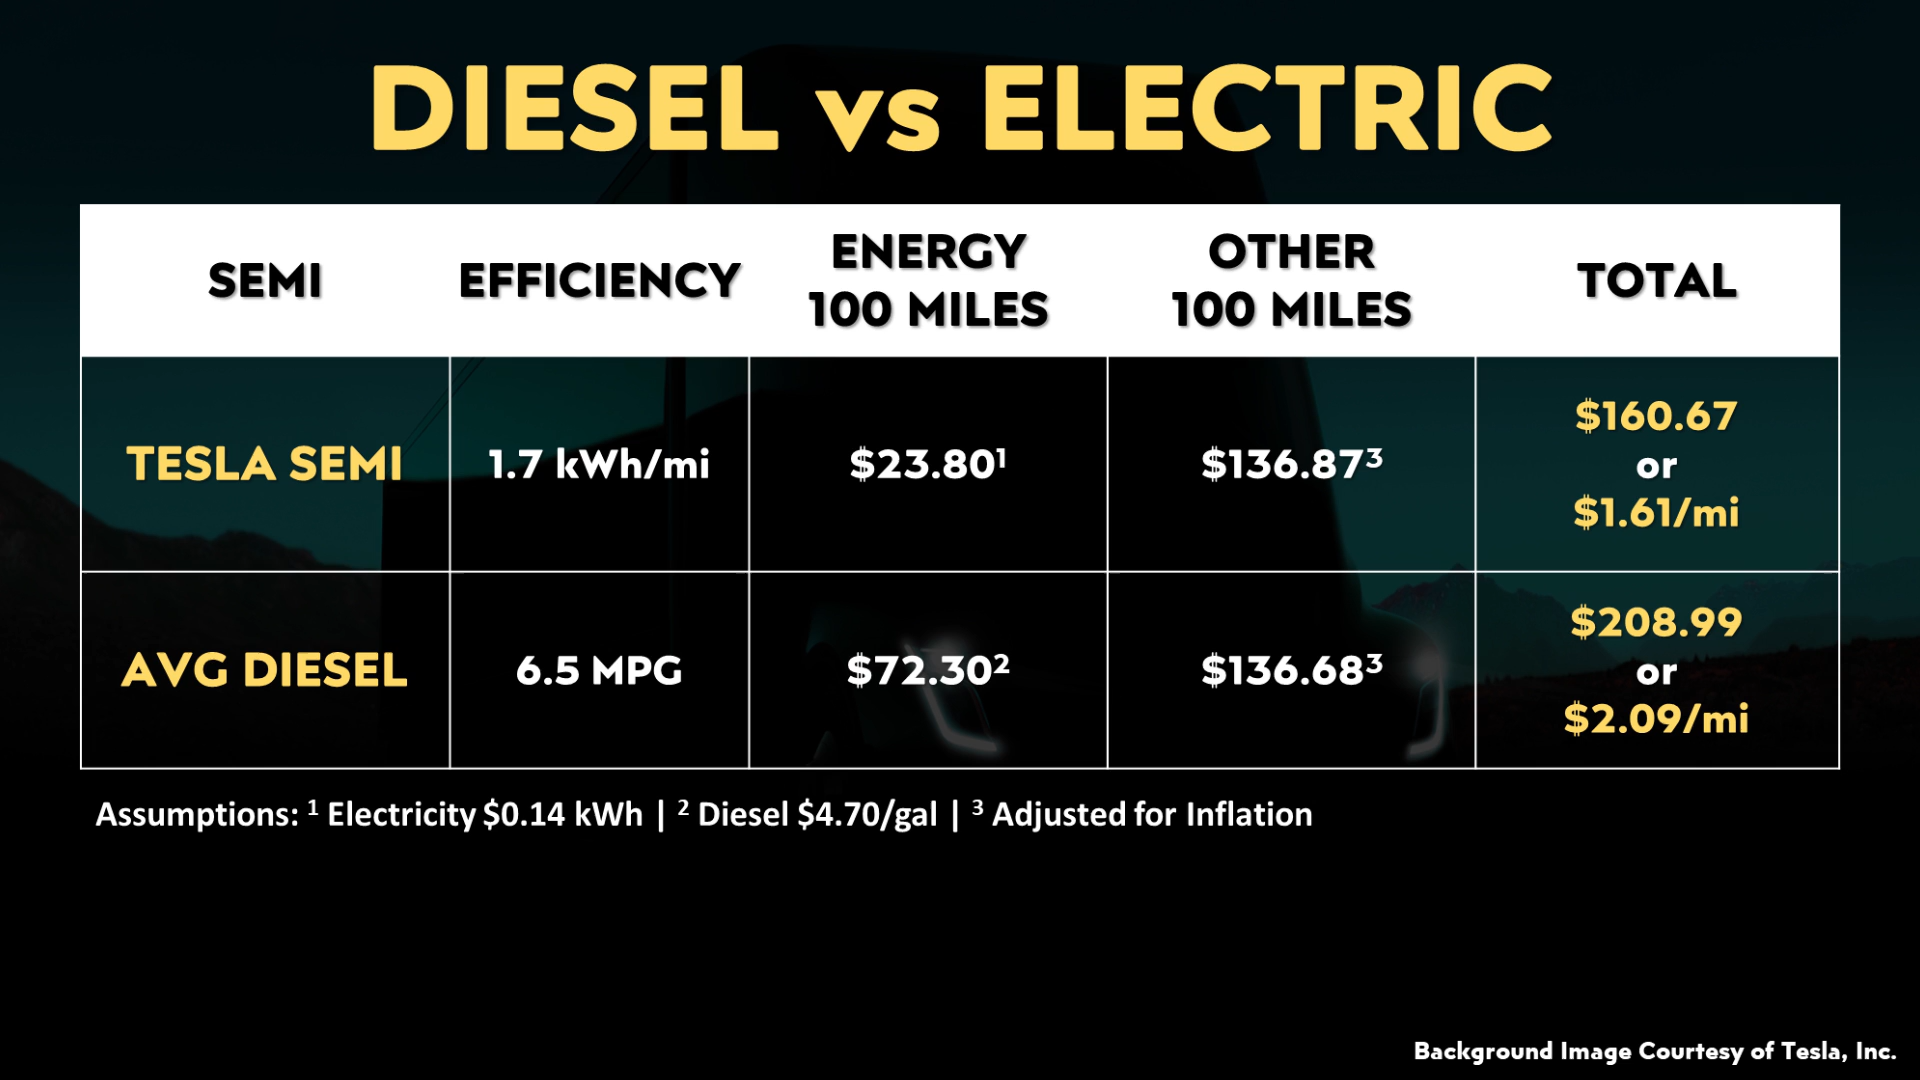 DIESEL vs ELECTRIC
SEMI
EFFICIENCY
ENERGY
100 MILES
OTHER
100 MILES
TOTAL
TESLA SEMI
1.7 kWh/mi
$23.80¹
$136.87³
$160.67
or
$1.61/mi
AVG DIESEL
6.5 MPG
$72.30²
$136.68³
$208.99
or
$2.09/mi
Assumptions: ¹ Electricity $0.14 kWh | ² Diesel $4.70/gal | ³ Adjusted for Inflation
Background Image Courtesy of Tesla, Inc.